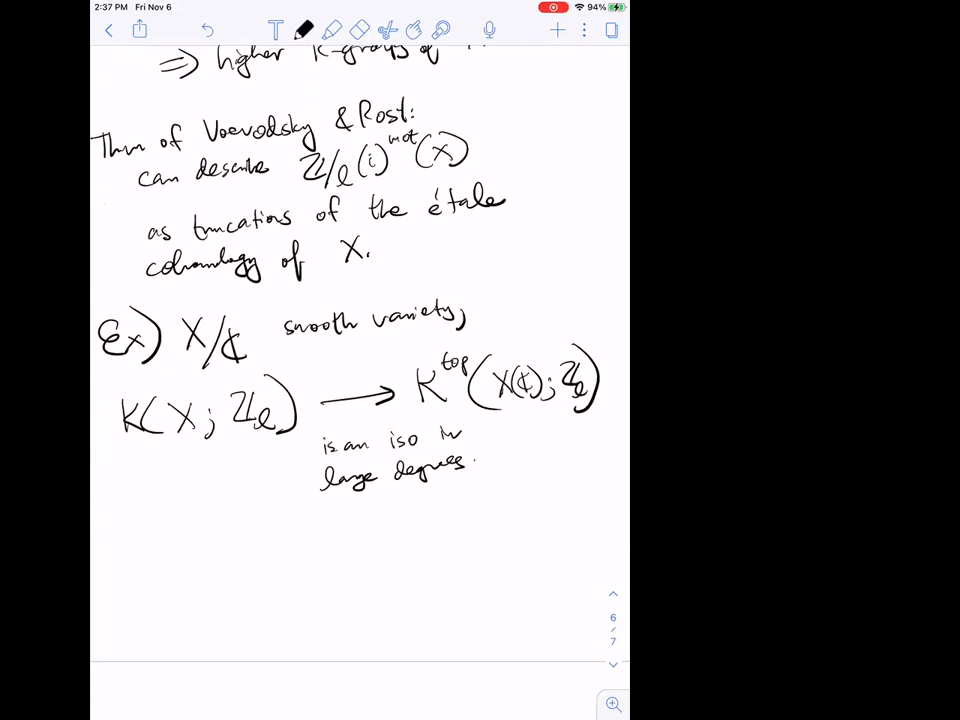 2:37 PM Fri Nov 6
94%
⇒ higher K-groups of
Thm of Voevodsky & Rost:
can describe ℤ/ℓ(i)^mot (X)
as truncations of the étale
cohomology of X.
Ex) X/ℂ smooth variety,
K(X; ℤ_ℓ) ⟶ K^top (X(ℂ); ℤ_ℓ)
is an iso in
large degrees.
6
/
7